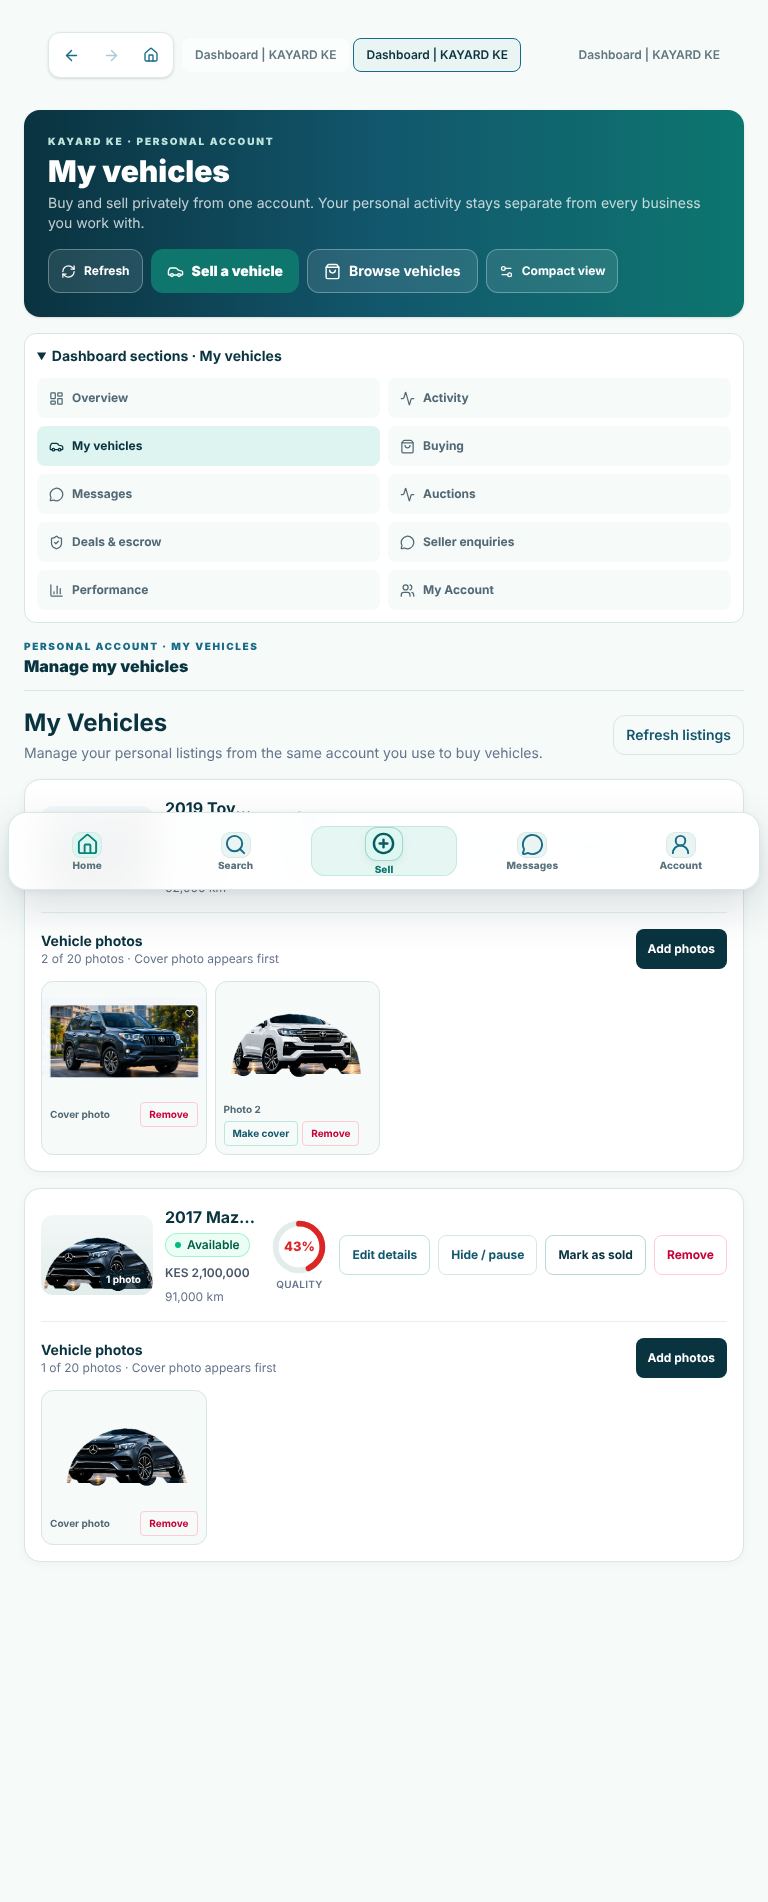 Dashboard | KAYARD KE
Dashboard | KAYARD KE
Dashboard | KAYARD KE
KAYARD KE · PERSONAL ACCOUNT
My vehicles
Buy and sell privately from one account. Your personal activity stays separate from every business
you work with.
Refresh
Sell a vehicle
Browse vehicles
Compact view
▼ Dashboard sections · My vehicles
Overview
Activity
My vehicles
Buying
Messages
Auctions
Deals & escrow
Seller enquiries
Performance
My Account
PERSONAL ACCOUNT · MY VEHICLES
Manage my vehicles
My Vehicles
Manage your personal listings from the same account you use to buy vehicles.
Refresh listings
2019 Toy...
Home
Search
Sell
Messages
Account
Vehicle photos
2 of 20 photos · Cover photo appears first
Add photos
Cover photo
Remove
Photo 2
Make cover
Remove
2017 Maz...
Available
KES 2,100,000
91,000 km
1 photo
43%
QUALITY
Edit details
Hide / pause
Mark as sold
Remove
Vehicle photos
1 of 20 photos · Cover photo appears first
Add photos
Cover photo
Remove